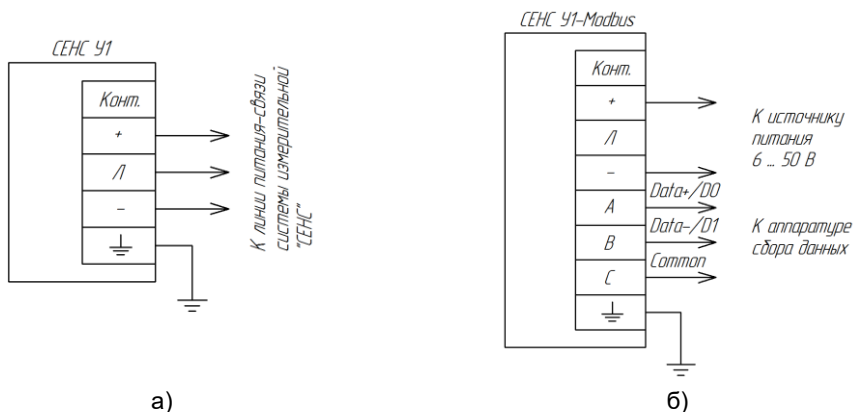 СЕНС У1
Конт.
+
Л
-
К линии питания-связи
системы измерительной
"СЕНС"
а)
СЕНС У1-Modbus
Конт.
+
Л
-
A
B
C
Data+/D0
Data-/D1
Common
К источнику
питания
6 ... 50 В
К аппаратуре
сбора данных
б)